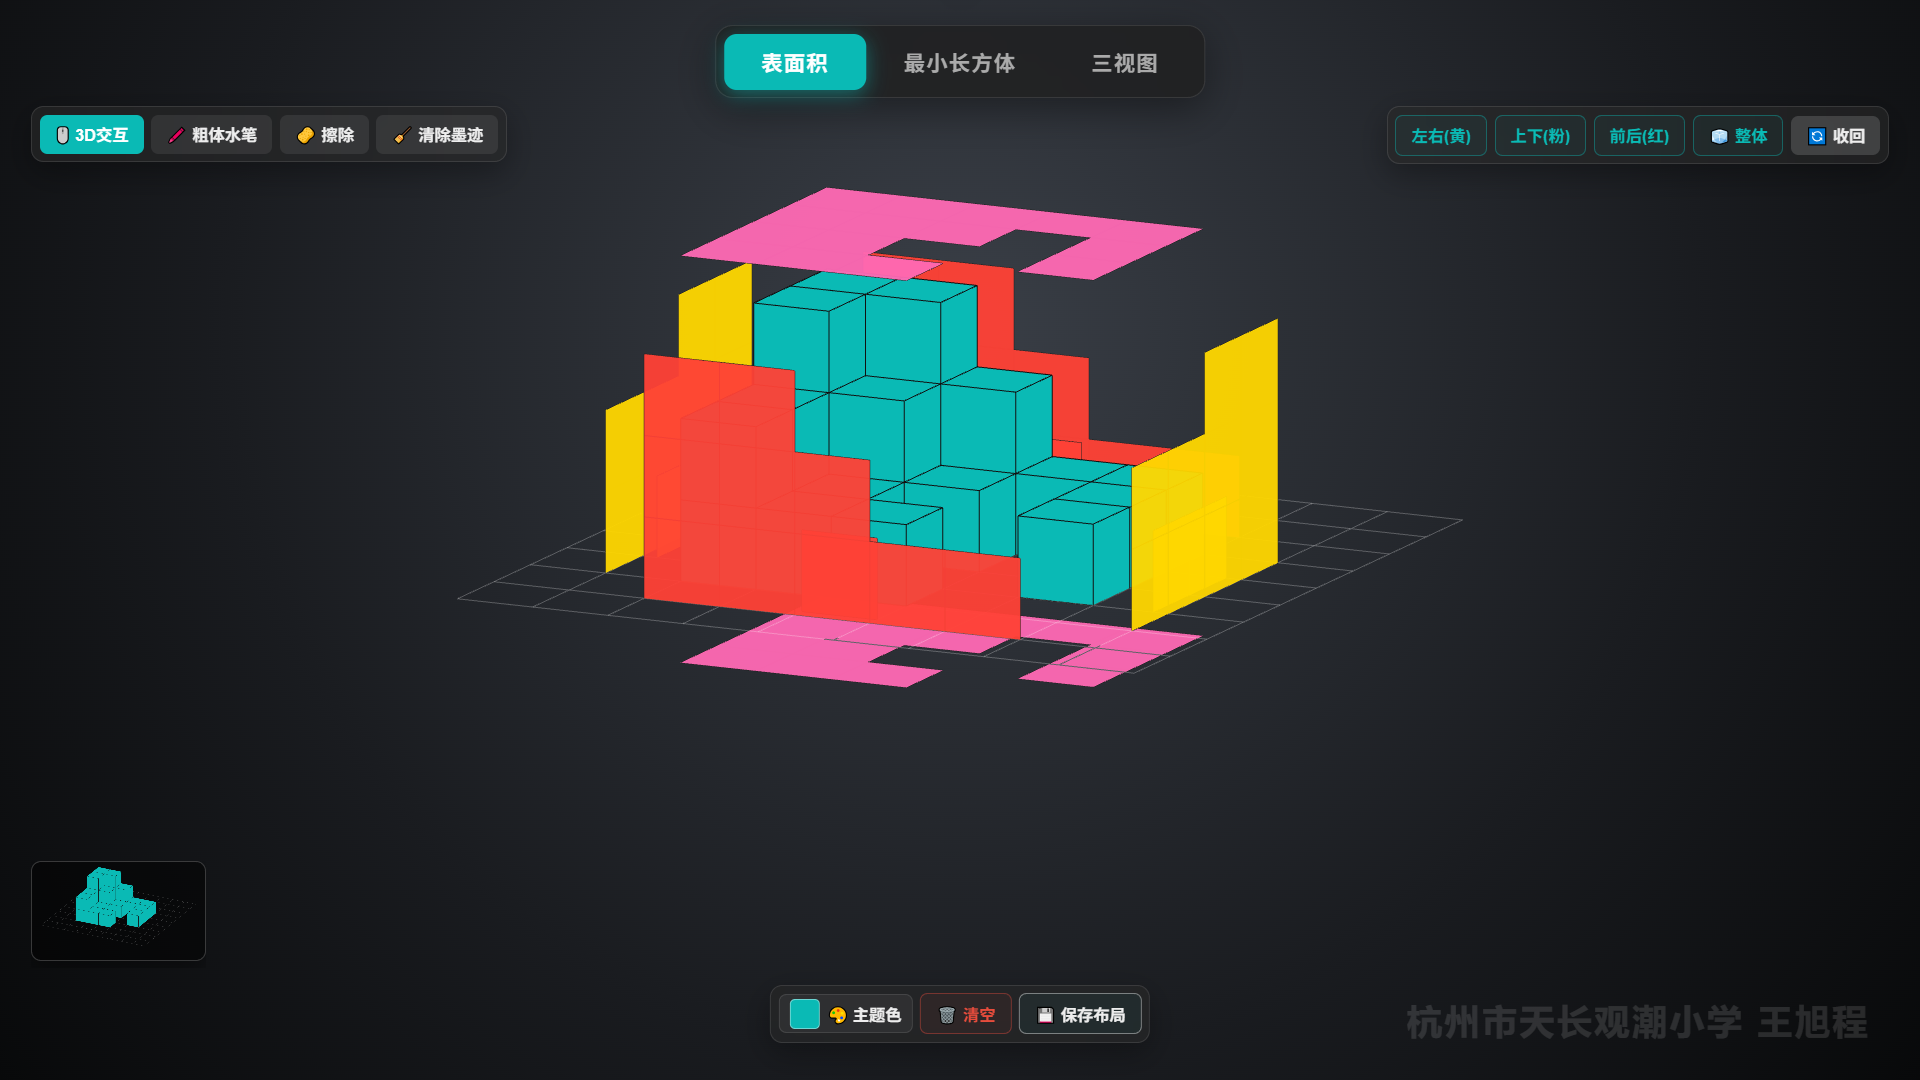 表面积 最小长方体 三视图
3D交互 粗体水笔 擦除 清除墨迹
左右(黄) 上下(粉) 前后(红) 整体 收回
主题色 清空 保存布局
杭州市天长观潮小学 王旭程